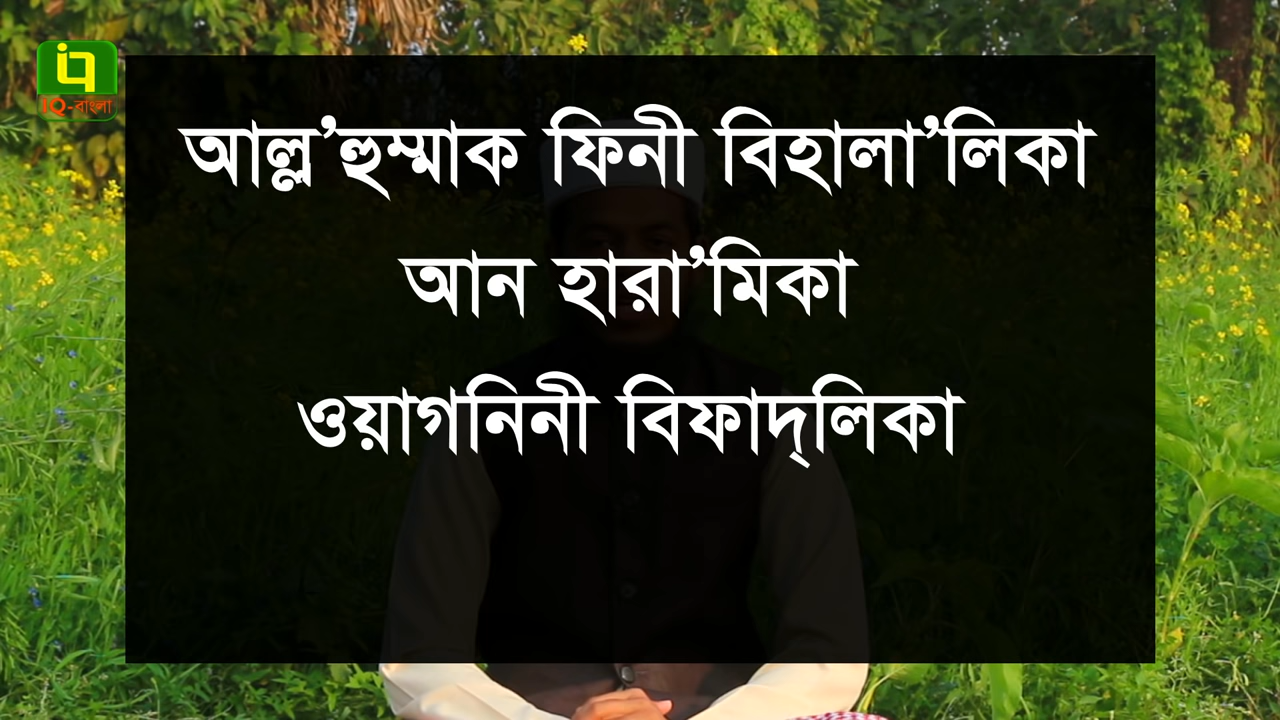 IQ-বাংলা
আল্ল’হুম্মাক ফিনী বিহালা’লিকা
আন হারা’মিকা
ওয়াগনিনী বিফাদ্‌লিকা